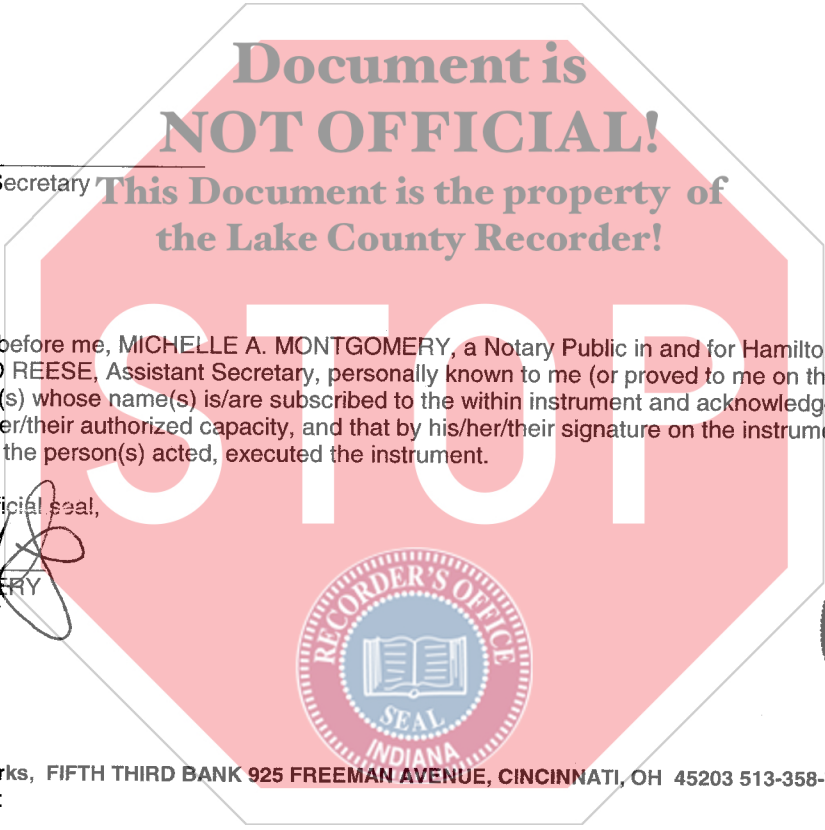 Document is
NOT OFFICIAL!
Secretary This Document is the property of
the Lake County Recorder!
STOP
before me, MICHELLE A. MONTGOMERY, a Notary Public in and for Hamilto
REESE, Assistant Secretary, personally known to me (or proved to me on th
(s) whose name(s) is/are subscribed to the within instrument and acknowledg
er/their authorized capacity, and that by his/her/their signature on the instrum
the person(s) acted, executed the instrument.
icial seal,
ERY
RECORDER'S OFFICE
SEAL
INDIANA
rks, FIFTH THIRD BANK 925 FREEMAN AVENUE, CINCINNATI, OH 45203 513-358-